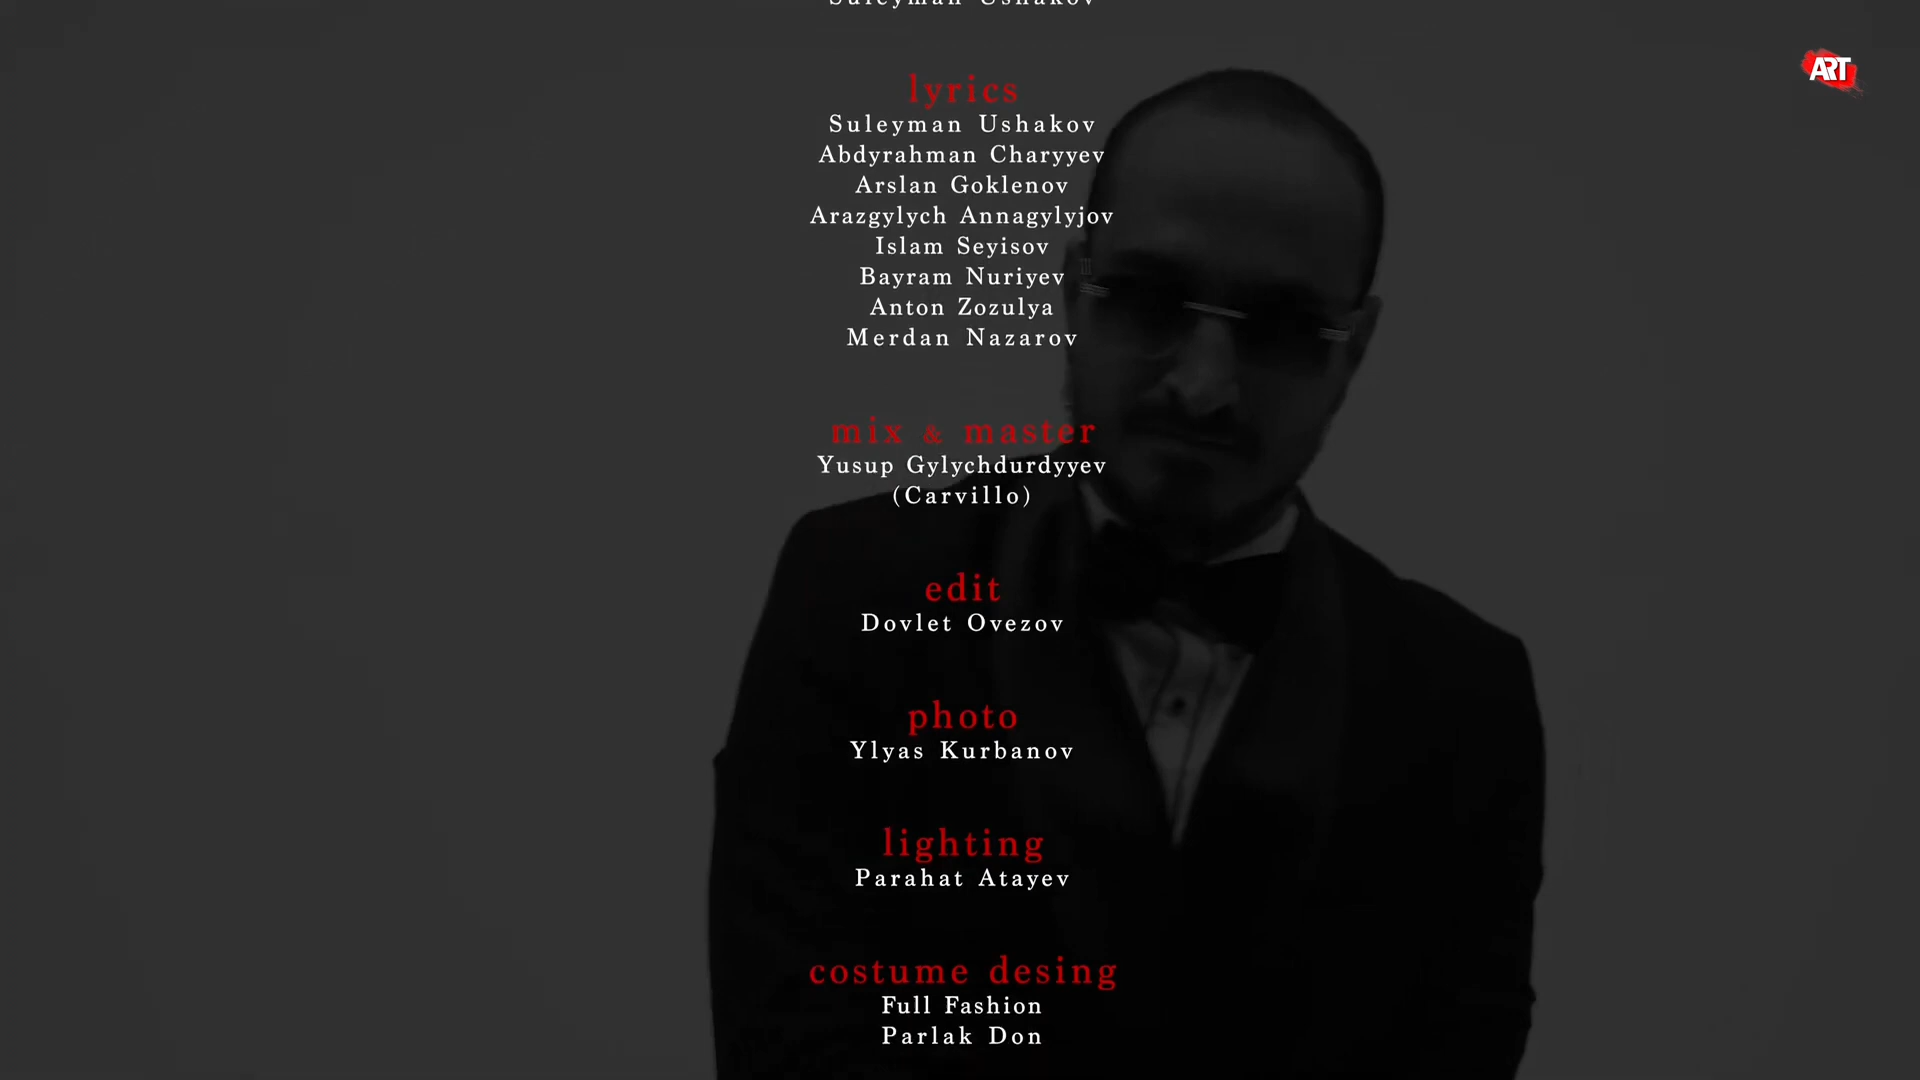 Suleyman Ushakov
lyrics
Suleyman Ushakov
Abdyrahman Charyyev
Arslan Goklenov
Arazgylych Annagylyjov
Islam Seyisov
Bayram Nuriyev
Anton Zozulya
Merdan Nazarov
mix & master
Yusup Gylychdurdyyev
(Carvillo)
edit
Dovlet Ovezov
photo
Ylyas Kurbanov
lighting
Parahat Atayev
costume desing
Full Fashion
Parlak Don
ART